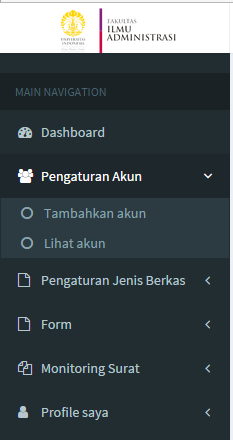 UNIVERSITAS
INDONESIA
FAKULTAS
ILMU
ADMINISTRASI
MAIN NAVIGATION
Dashboard
Pengaturan Akun
Tambahkan akun
Lihat akun
Pengaturan Jenis Berkas
Form
Monitoring Surat
Profile saya